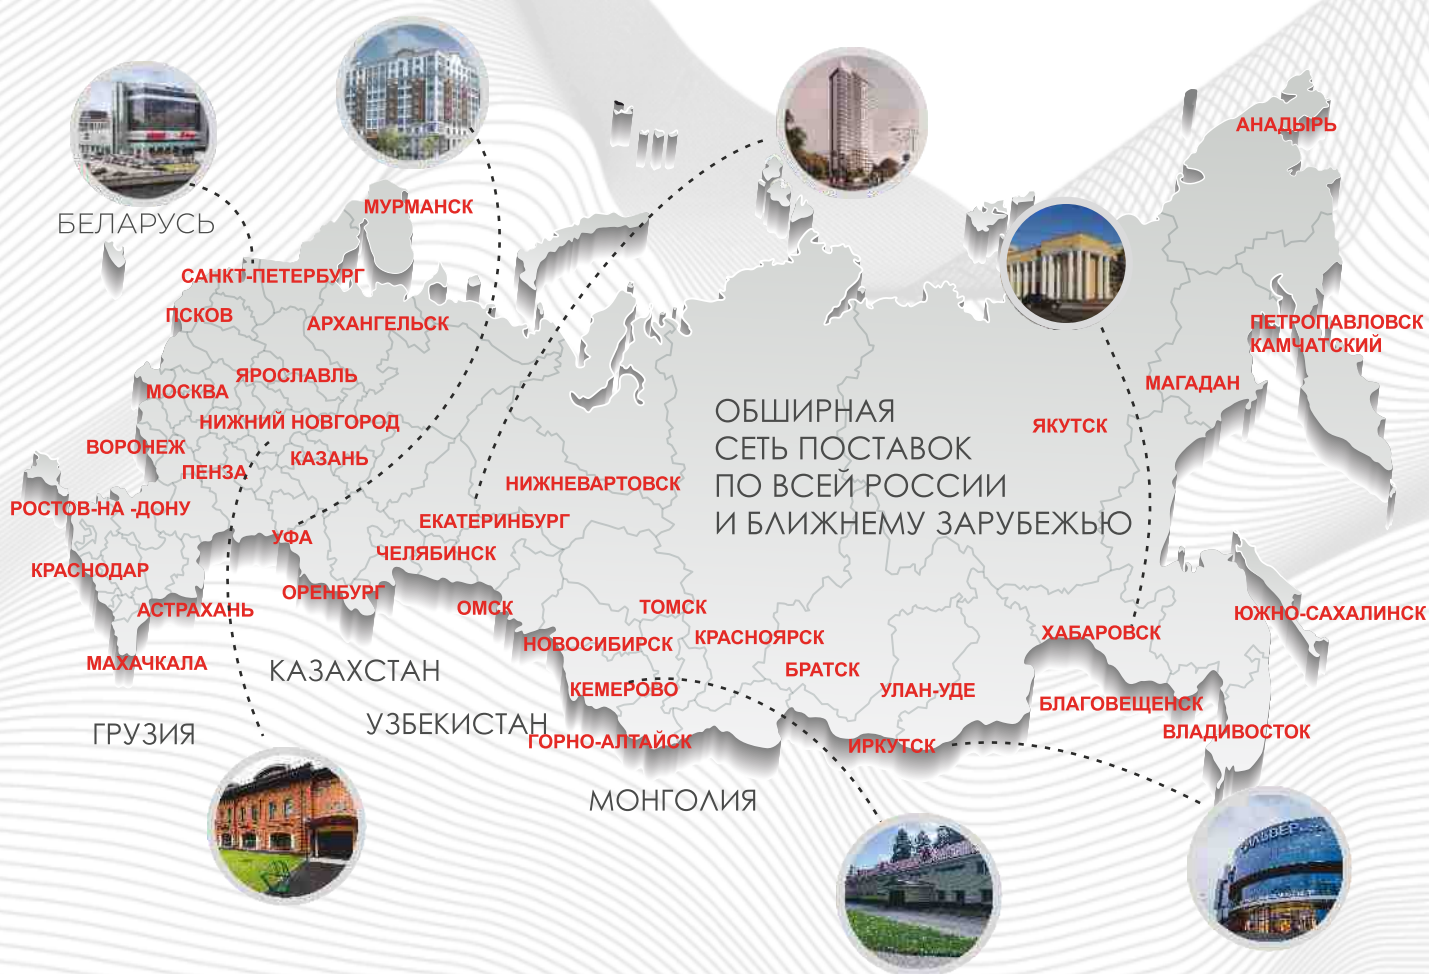 АНАДЫРЬ
МУРМАНСК
БЕЛАРУСЬ
САНКТ-ПЕТЕРБУРГ
ПСКОВ
АРХАНГЕЛЬСК
ПЕТРОПАВЛОВСК
КАМЧАТСКИЙ
ЯРОСЛАВЛЬ
МОСКВА
МАГАДАН
ОБШИРНАЯ
СЕТЬ ПОСТАВОК
ПО ВСЕЙ РОССИИ
И БЛИЖНЕМУ ЗАРУБЕЖЬЮ
НИЖНИЙ НОВГОРОД
ЯКУТСК
ВОРОНЕЖ
КАЗАНЬ
ПЕНЗА
НИЖНЕВАРТОВСК
РОСТОВ-НА -ДОНУ
ЕКАТЕРИНБУРГ
УФА
ЧЕЛЯБИНСК
КРАСНОДАР
ОРЕНБУРГ
АСТРАХАНЬ
ОМСК
ТОМСК
ЮЖНО-САХАЛИНСК
ХАБАРОВСК
КРАСНОЯРСК
НОВОСИБИРСК
МАХАЧКАЛА
КАЗАХСТАН
БРАТСК
КЕМЕРОВО
УЛАН-УДЕ
БЛАГОВЕЩЕНСК
УЗБЕКИСТАН
ГРУЗИЯ
ВЛАДИВОСТОК
ГОРНО-АЛТАЙСК
ИРКУТСК
МОНГОЛИЯ